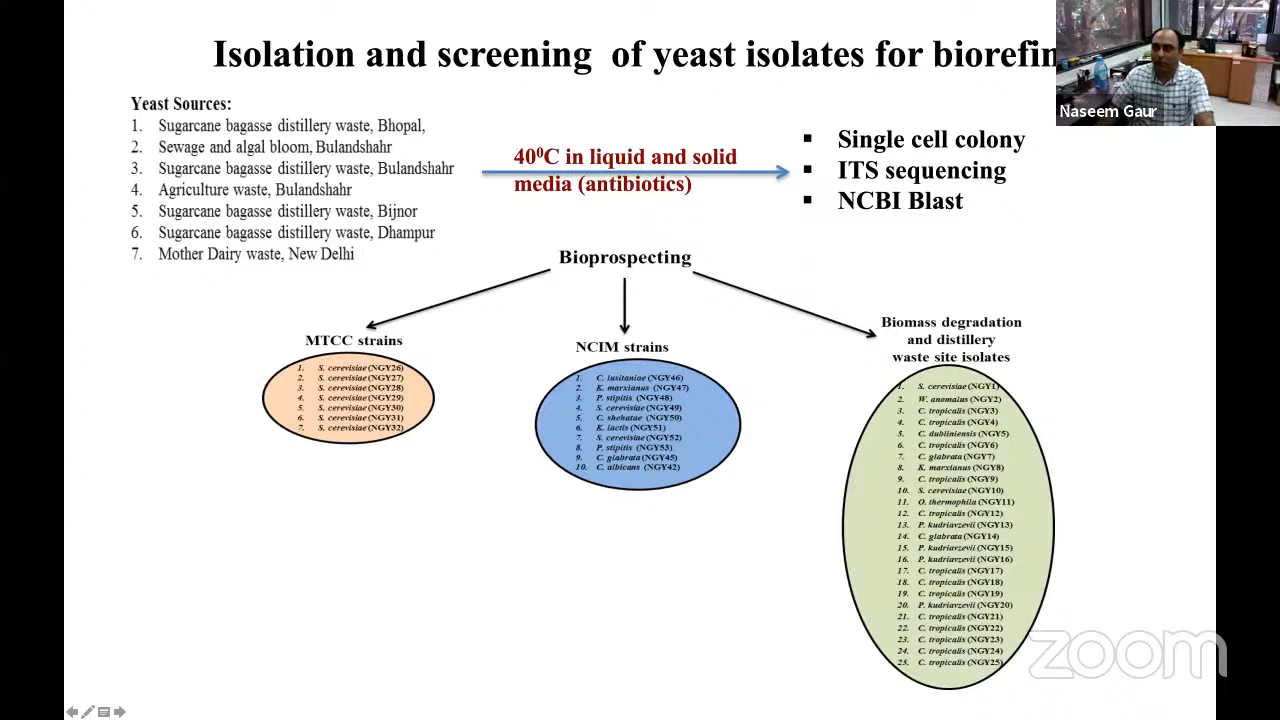 Isolation and screening of yeast isolates for biorefin
Naseem Gaur
Yeast Sources:
1. Sugarcane bagasse distillery waste, Bhopal,
2. Sewage and algal bloom, Bulandshahr
3. Sugarcane bagasse distillery waste, Bulandshahr
4. Agriculture waste, Bulandshahr
5. Sugarcane bagasse distillery waste, Bijnor
6. Sugarcane bagasse distillery waste, Dhampur
7. Mother Dairy waste, New Delhi
40⁰C in liquid and solid
media (antibiotics)
▪ Single cell colony
▪ ITS sequencing
▪ NCBI Blast
Bioprospecting
MTCC strains
1. S. cerevisiae (NGY26)
2. S. cerevisiae (NGY27)
3. S. cerevisiae (NGY28)
4. S. cerevisiae (NGY29)
5. S. cerevisiae (NGY30)
6. S. cerevisiae (NGY31)
7. S. cerevisiae (NGY32)
NCIM strains
1. C. lusitaniae (NGY46)
2. K. marxianus (NGY47)
3. P. stipitis (NGY48)
4. S. cerevisiae (NGY49)
5. C. shehatae (NGY50)
6. K. lactis (NGY51)
7. S. cerevisiae (NGY52)
8. P. stipitis (NGY53)
9. C. glabrata (NGY45)
10. C. albicans (NGY42)
Biomass degradation
and distillery
waste site isolates
1. S. cerevisiae (NGY1)
2. W. anomalus (NGY2)
3. C. tropicalis (NGY3)
4. C. tropicalis (NGY4)
5. C. dubliniensis (NGY5)
6. C. tropicalis (NGY6)
7. C. glabrata (NGY7)
8. K. marxianus (NGY8)
9. C. tropicalis (NGY9)
10. S. cerevisiae (NGY10)
11. O. thermophila (NGY11)
12. C. tropicalis (NGY12)
13. P. kudriavzevii (NGY13)
14. C. glabrata (NGY14)
15. P. kudriavzevii (NGY15)
16. P. kudriavzevii (NGY16)
17. C. tropicalis (NGY17)
18. C. tropicalis (NGY18)
19. C. tropicalis (NGY19)
20. P. kudriavzevii (NGY20)
21. C. tropicalis (NGY21)
22. C. tropicalis (NGY22)
23. C. tropicalis (NGY23)
24. C. tropicalis (NGY24)
25. C. tropicalis (NGY25)
zoom